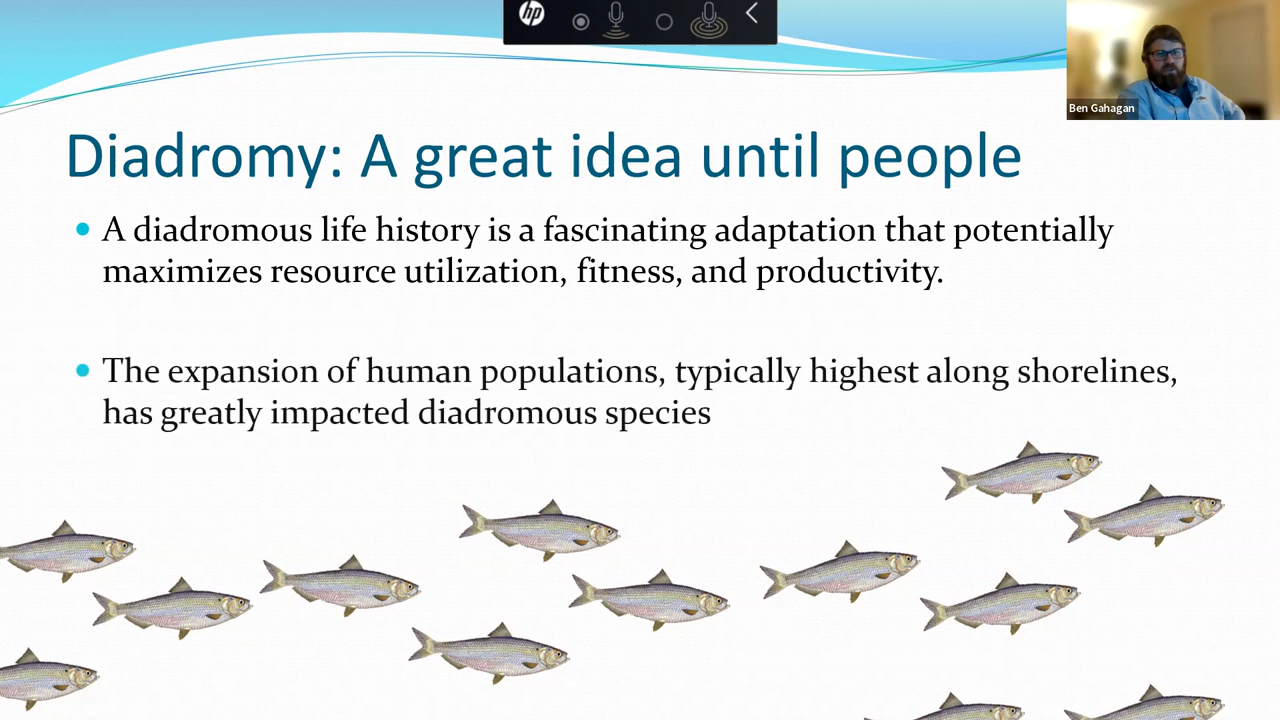 hp
Ben Gahagan
Diadromy: A great idea until people
A diadromous life history is a fascinating adaptation that potentially
maximizes resource utilization, fitness, and productivity.
The expansion of human populations, typically highest along shorelines,
has greatly impacted diadromous species